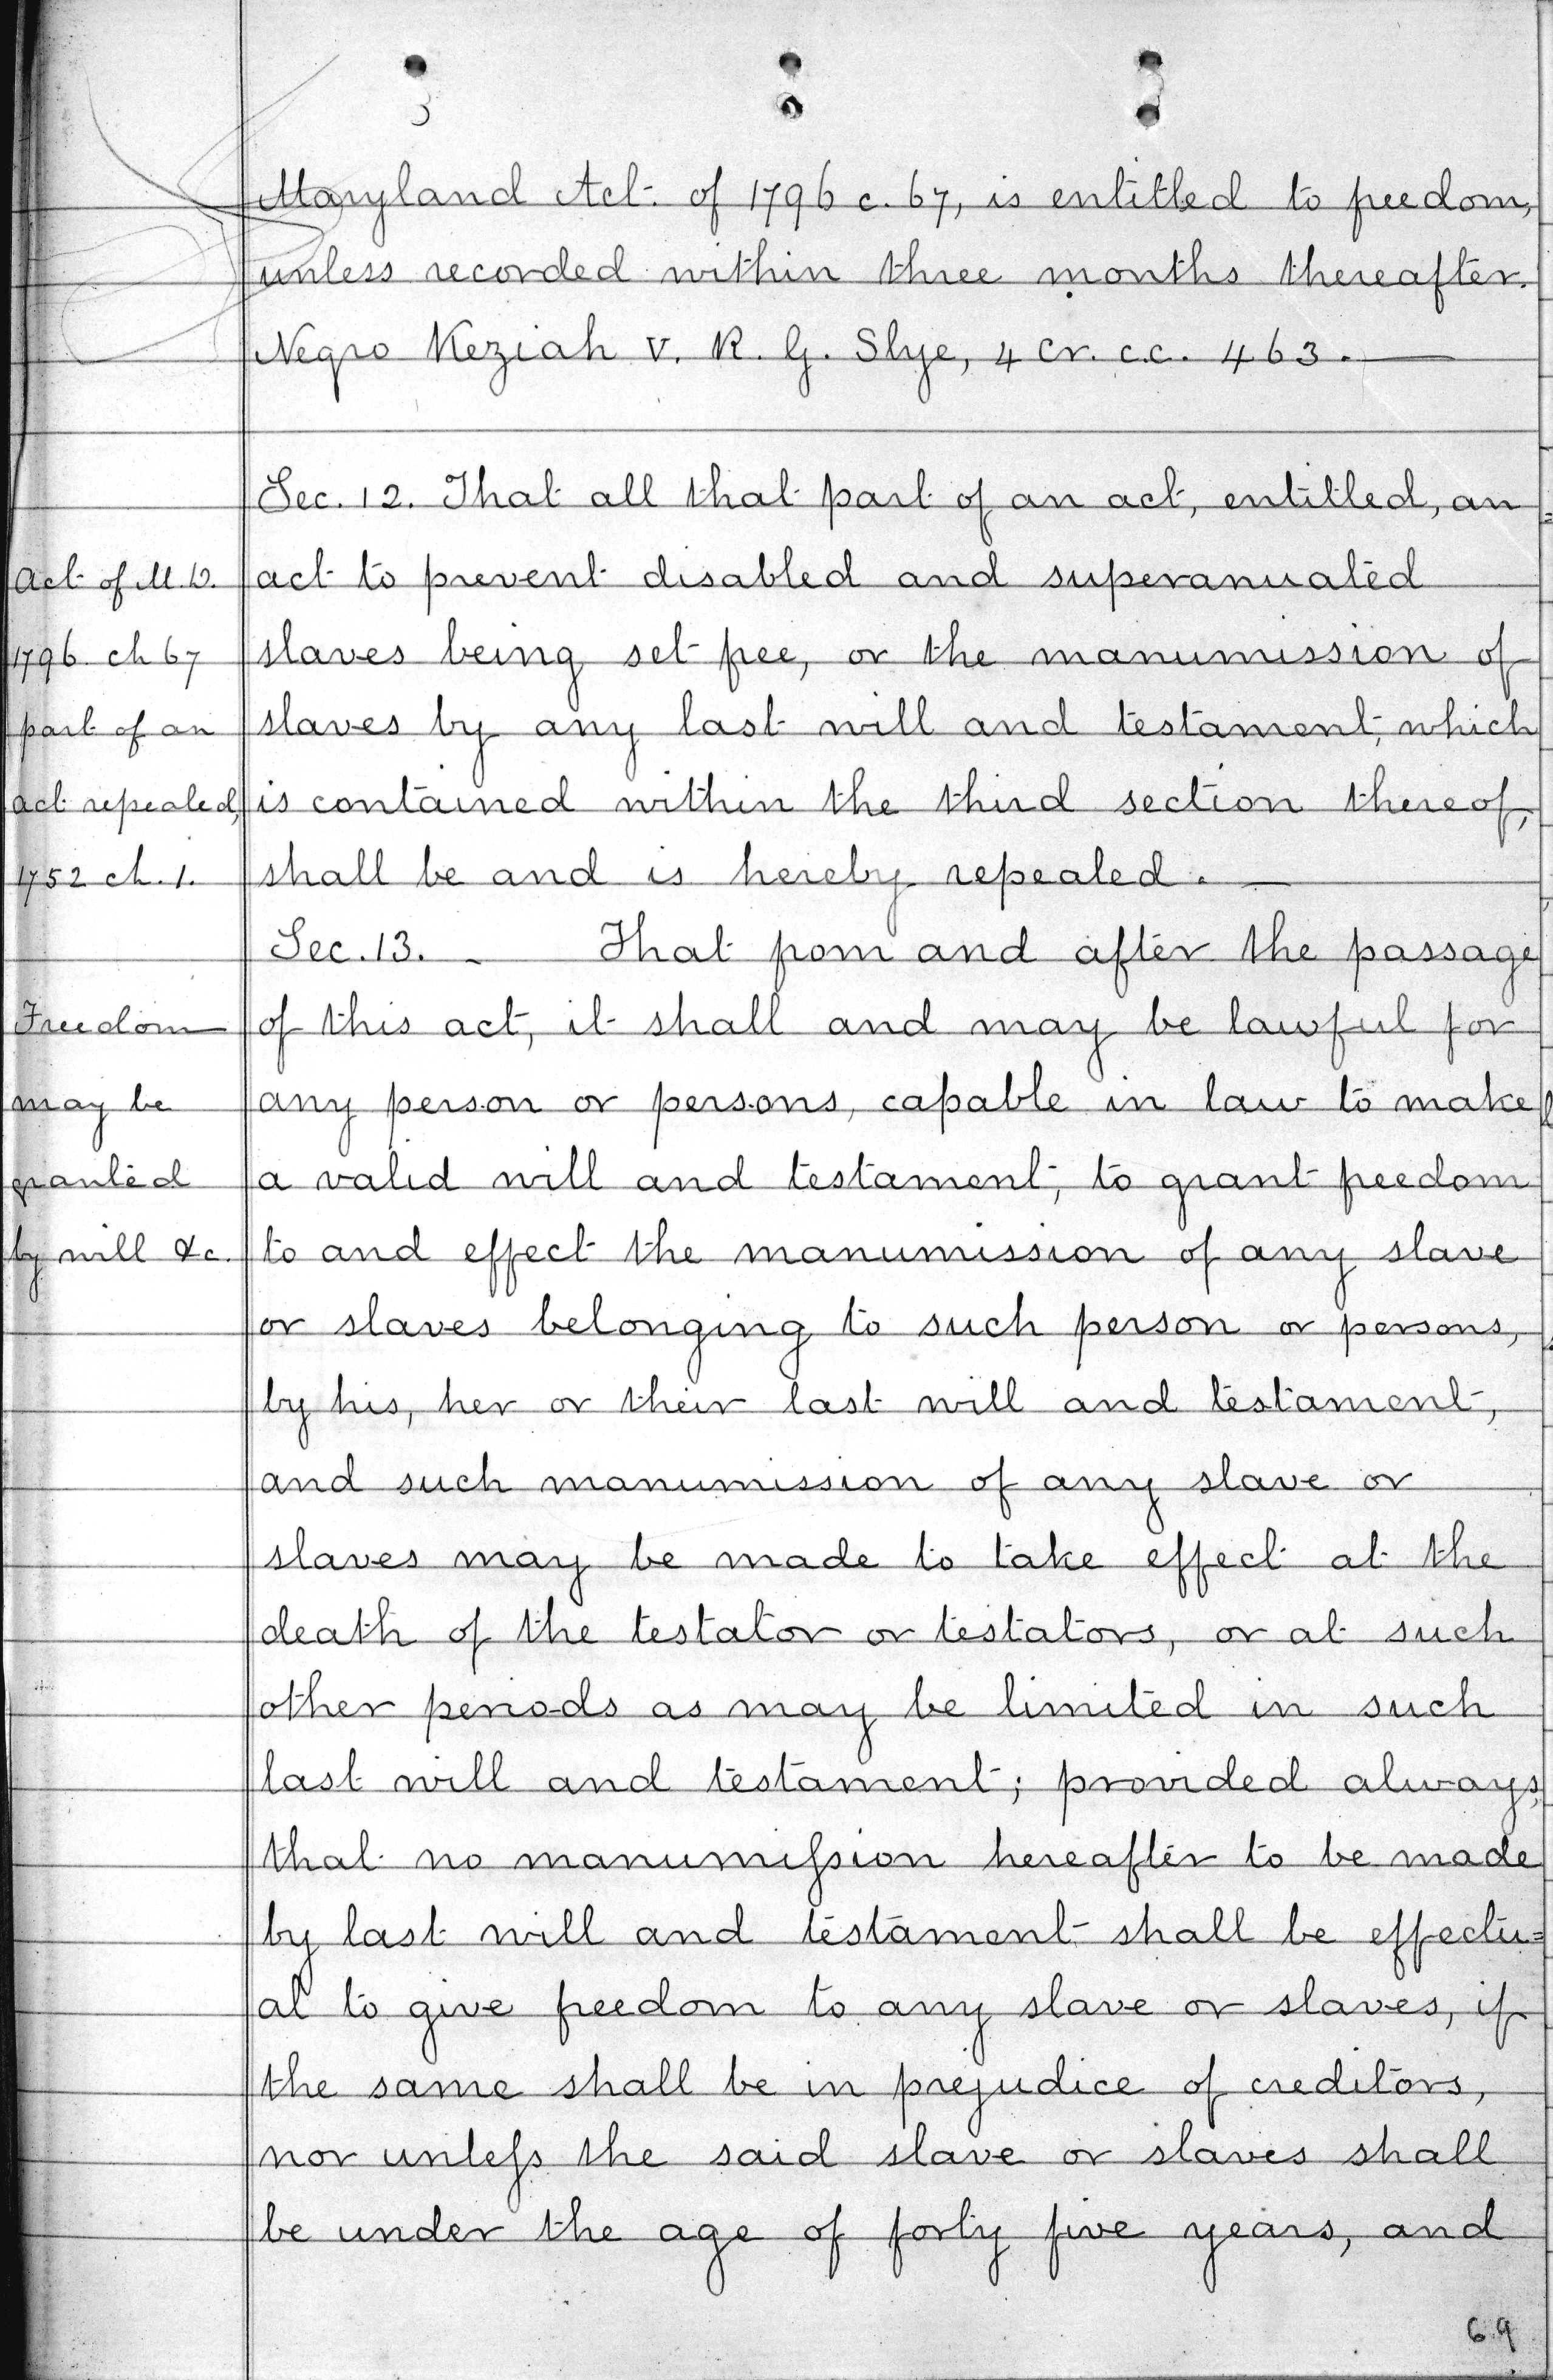 Maryland Act of 1796 c. 67, is entitled to freedom,
unless recorded within three months thereafter.
Negro Keziah v. R. G. Slye, 4 Cr. c.c. 463.
Sec. 12. That all that part of an act, entitled, an
Act of M.D.
act to prevent disabled and superanuated
1796 ch 67
slaves being set free, or the manumission of
part of an
slaves by any last will and testament, which
act repealed,
is contained within the third section thereof,
1752 ch. 1.
shall be and is hereby repealed.
Sec. 13. - That from and after the passage
Freedom
of this act, it shall and may be lawful for
may be
any person or persons, capable in law to make
granted
a valid will and testament, to grant freedom
by will &c.
to and effect the manumission of any slave
or slaves belonging to such person or persons,
by his, her or their last will and testament,
and such manumission of any slave or
slaves may be made to take effect at the
death of the testator or testators, or at such
other periods as may be limited in such
last will and testament; provided always,
that no manumiſsion hereafter to be made
by last will and testament shall be effectu=
al to give freedom to any slave or slaves, if
the same shall be in prejudice of creditors,
nor unleſs the said slave or slaves shall
be under the age of forty five years, and
69